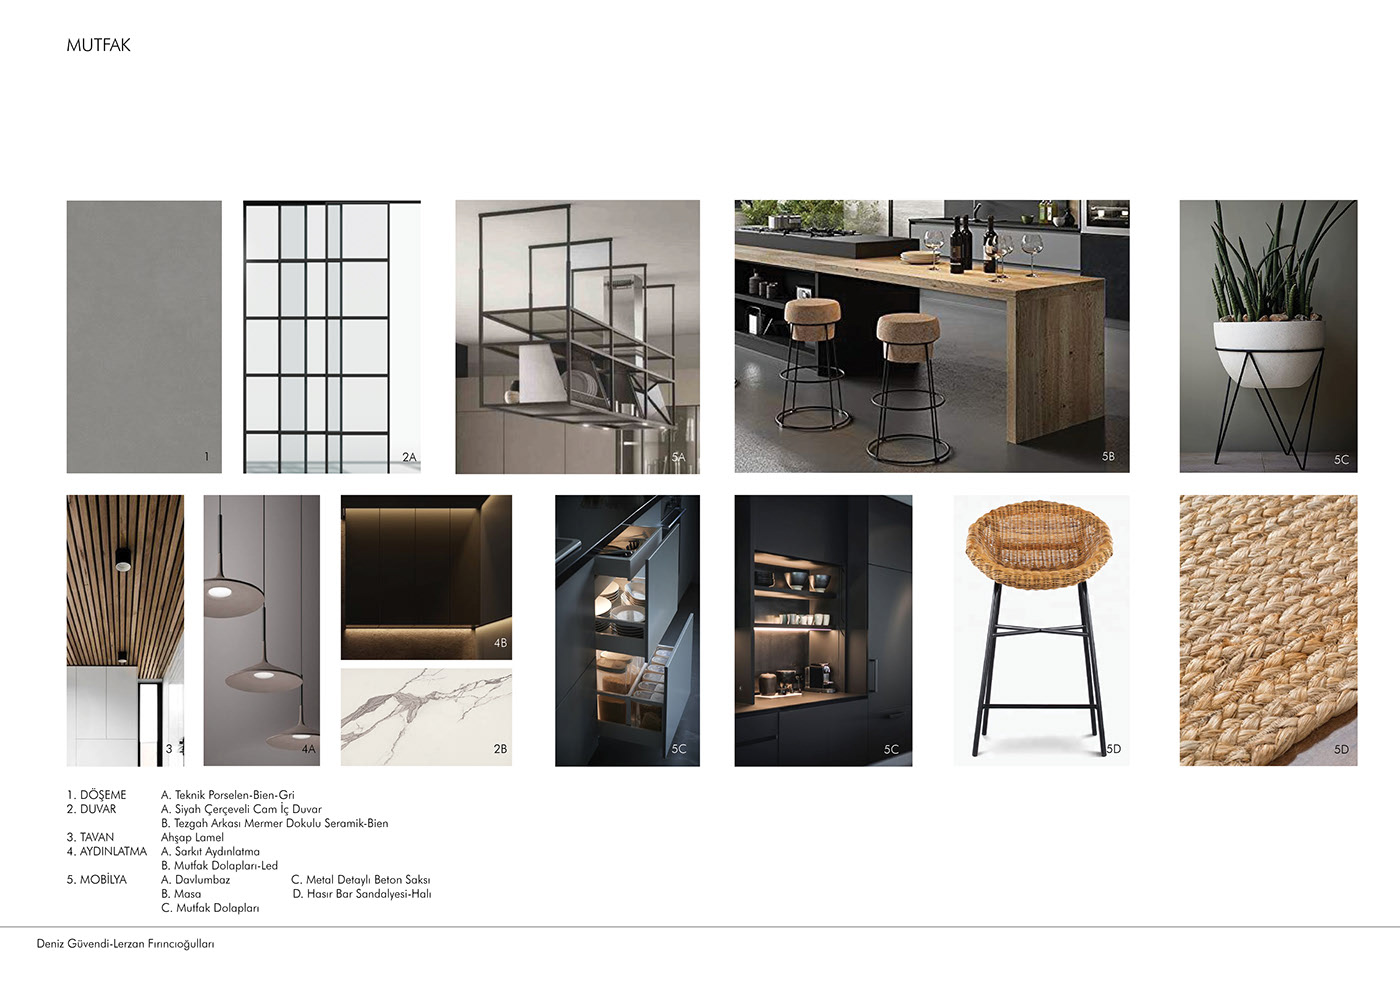 MUTFAK
1
2A
5A
5B
5C
3
4A
4B
2B
5C
5C
5D
5D
1. DÖŞEME A. Teknik Porselen-Bien-Gri
2. DUVAR A. Siyah Çerçeveli Cam İç Duvar
B. Tezgah Arkası Mermer Dokulu Seramik-Bien
3. TAVAN Ahşap Lamel
4. AYDINLATMA A. Sarkıt Aydınlatma
B. Mutfak Dolapları-Led
5. MOBİLYA A. Davlumbaz C. Metal Detaylı Beton Saksı
B. Masa D. Hasır Bar Sandalyesi-Halı
C. Mutfak Dolapları
Deniz Güvendi-Lerzan Fırıncıoğulları